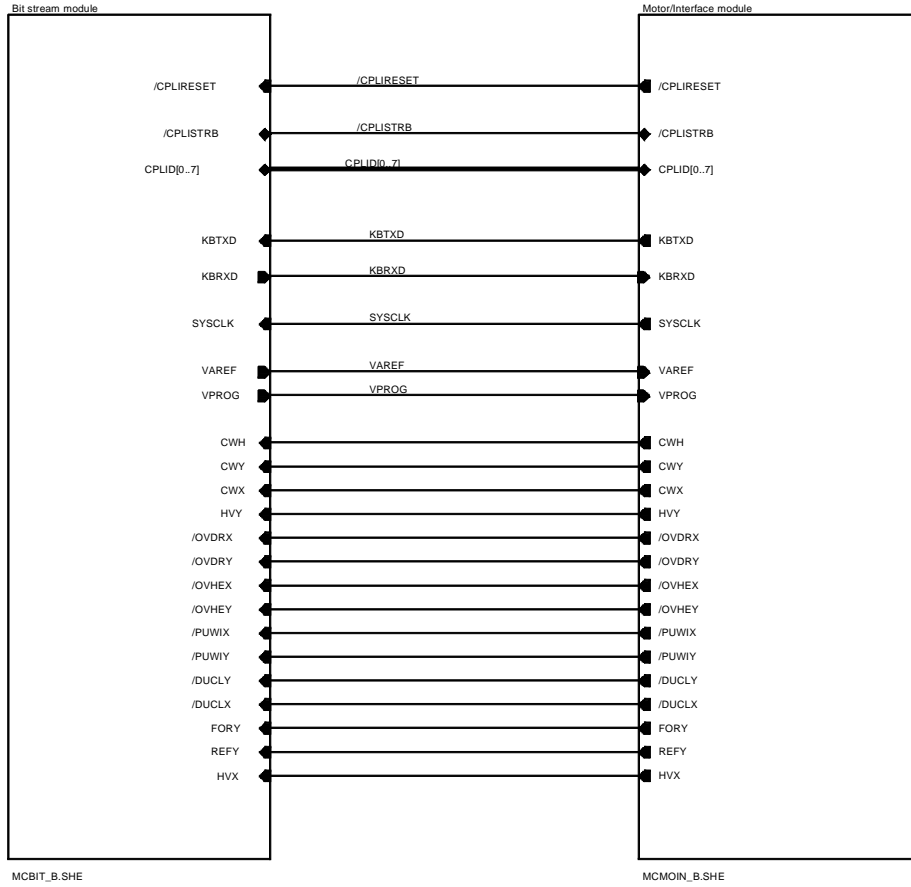 Bit stream module Motor/Interface module
/CPLIRESET /CPLIRESET /CPLIRESET
/CPLISTRB /CPLISTRB /CPLISTRB
CPLID[0..7] CPLID[0..7] CPLID[0..7]
KBTXD KBTXD KBTXD
KBRXD KBRXD KBRXD
SYSCLK SYSCLK SYSCLK
VAREF VAREF VAREF
VPROG VPROG VPROG
CWH CWH
CWY CWY
CWX CWX
HVY HVY
/OVDRX /OVDRX
/OVDRY /OVDRY
/OVHEX /OVHEX
/OVHEY /OVHEY
/PUWIX /PUWIX
/PUWIY /PUWIY
/DUCLY /DUCLY
/DUCLX /DUCLX
FORY FORY
REFY REFY
HVX HVX
MCBIT_B.SHE MCMOIN_B.SHE